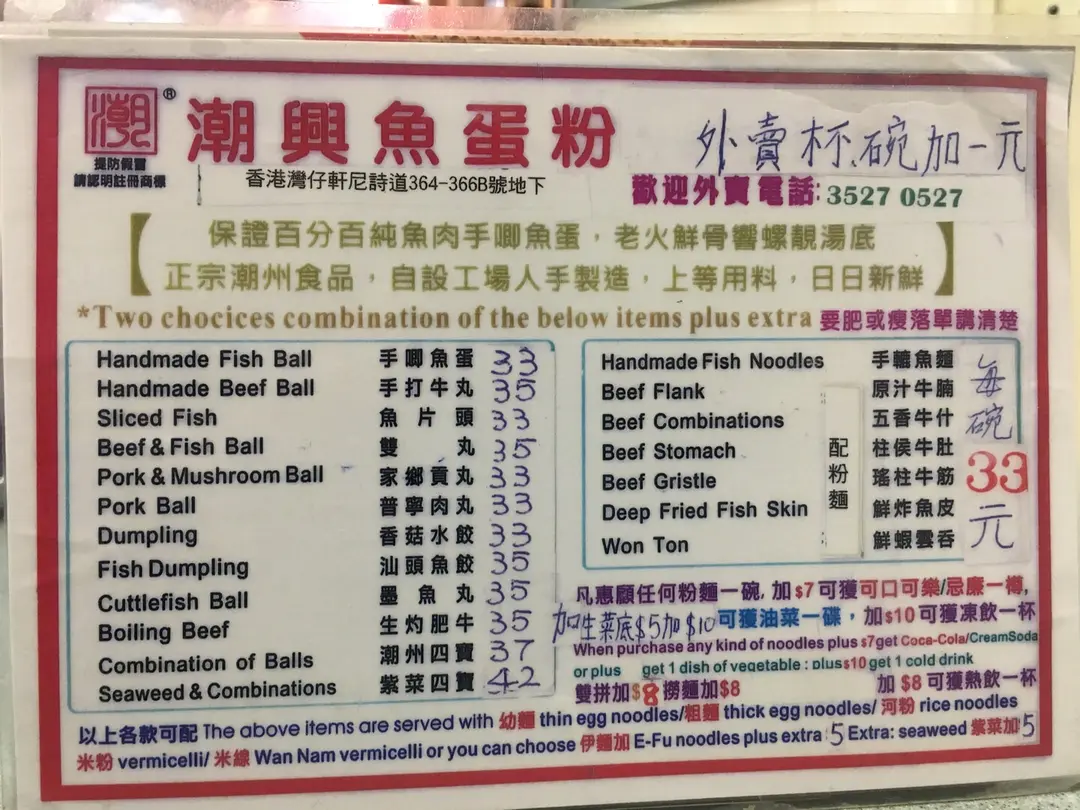 潮®
提防假冒
請認明註冊商標
潮興魚蛋粉
香港灣仔軒尼詩道364-366B號地下
外賣杯、碗加一元
歡迎外賣電話:3527 0527
【保證百分百純魚肉手唧魚蛋，老火鮮骨響螺靚湯底
正宗潮州食品，自設工場人手製造，上等用料，日日新鮮】
*Two chocices combination of the below items plus extra 要肥或瘦落單講清楚
Handmade Fish Ball 手唧魚蛋 33
Handmade Beef Ball 手打牛丸 35
Sliced Fish 魚片頭 33
Beef & Fish Ball 雙丸 35
Pork & Mushroom Ball 家鄉貢丸 33
Pork Ball 普寧肉丸 33
Dumpling 香菇水餃 33
Fish Dumpling 汕頭魚餃 35
Cuttlefish Ball 墨魚丸 35
Boiling Beef 生灼肥牛 35
Combination of Balls 潮州四寶 37
Seaweed & Combinations 紫菜四寶 42
Handmade Fish Noodles 手轆魚麵
Beef Flank 原汁牛腩
Beef Combinations 五香牛什
Beef Stomach 柱侯牛肚
Beef Gristle 瑤柱牛筋
Deep Fried Fish Skin 鮮炸魚皮
Won Ton 鮮蝦雲吞
配粉麵
每碗33元
凡惠顧任何粉麵一碗, 加$7可獲可口可樂/忌廉一樽,
加生菜底$5加$10可獲油菜一碟，加$10可獲凍飲一杯
When purchase any kind of noodles plus $7get Coca-Cola/CreamSoda
or plus get 1 dish of vegetable : plus$10 get 1 cold drink
雙拼加$8 撈麵加$8 加$8可獲熱飲一杯
以上各款可配 The above items are served with 幼麵 thin egg noodles/粗麵 thick egg noodles/ 河粉 rice noodles
米粉 vermicelli/ 米線 Wan Nam vermicelli or you can choose 伊麵加 E-Fu noodles plus extra :5 Extra: seaweed 紫菜加5